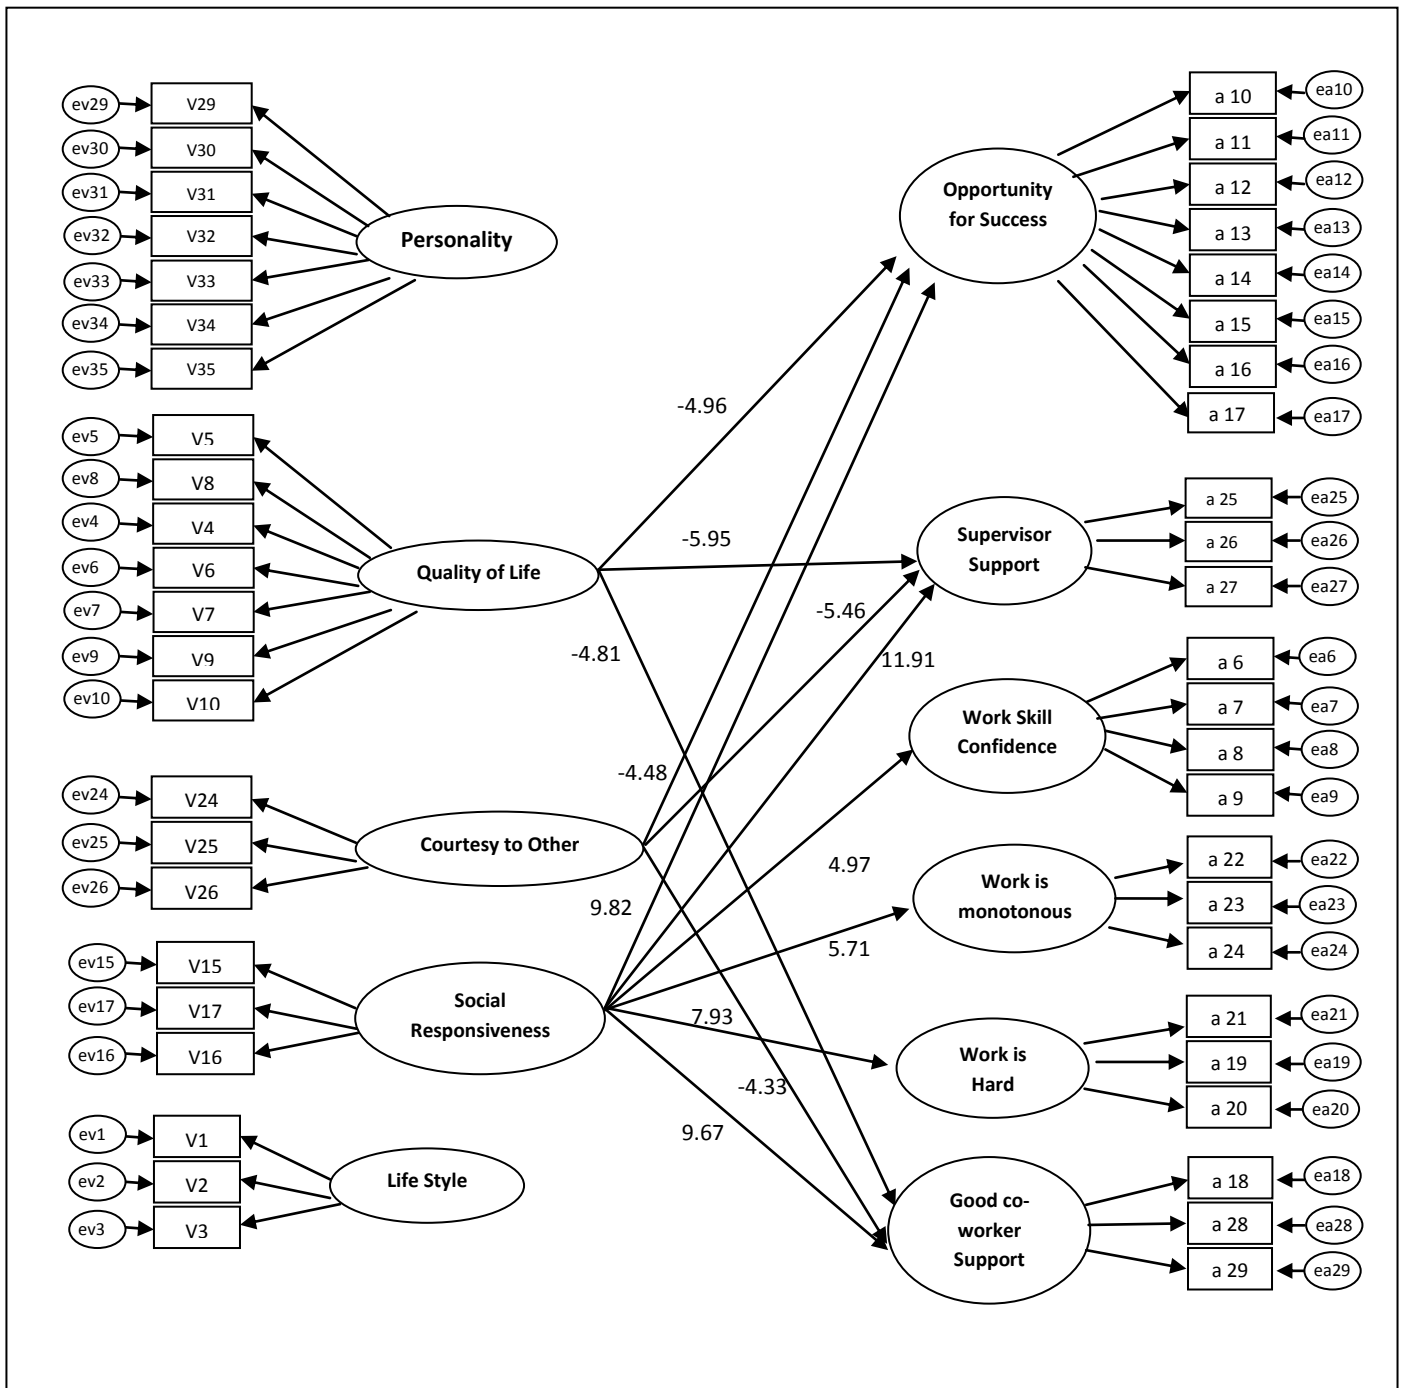 ev29
V29
ev30
V30
ev31
V31
ev32
V32
ev33
V33
ev34
V34
ev35
V35
Personality
ev5
V5
ev8
V8
ev4
V4
ev6
V6
ev7
V7
ev9
V9
ev10
V10
Quality of Life
ev24
V24
ev25
V25
ev26
V26
Courtesy to Other
ev15
V15
ev17
V17
ev16
V16
Social
Responsiveness
ev1
V1
ev2
V2
ev3
V3
Life Style
-4.96
-5.95
-5.46
-4.81
11.91
-4.48
4.97
9.82
5.71
7.93
-4.33
9.67
Opportunity
for Success
a 10
ea10
a 11
ea11
a 12
ea12
a 13
ea13
a 14
ea14
a 15
ea15
a 16
ea16
a 17
ea17
Supervisor
Support
a 25
ea25
a 26
ea26
a 27
ea27
Work Skill
Confidence
a 6
ea6
a 7
ea7
a 8
ea8
a 9
ea9
Work is
monotonous
a 22
ea22
a 23
ea23
a 24
ea24
Work is
Hard
a 21
ea21
a 19
ea19
a 20
ea20
Good co-
worker
Support
a 18
ea18
a 28
ea28
a 29
ea29